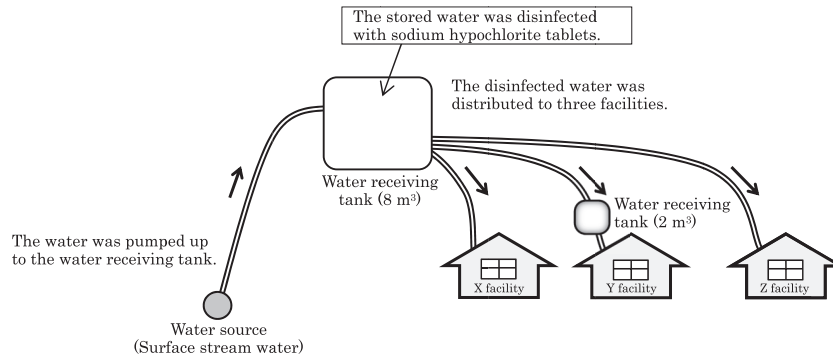 The stored water was disinfected
with sodium hypochlorite tablets.
The disinfected water was
distributed to three facilities.
Water receiving
tank (8 m³)
Water receiving
tank (2 m³)
The water was pumped up
to the water receiving tank.
X facility
Y facility
Z facility
Water source
(Surface stream water)